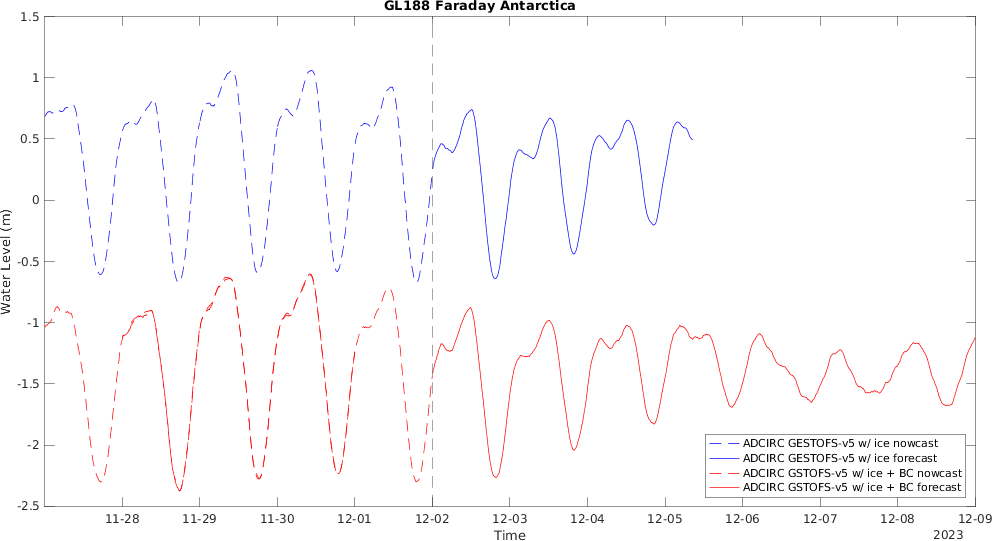 GL188 Faraday Antarctica
Water Level (m)
1.5
1
0.5
0
-0.5
-1
-1.5
-2
-2.5
ADCIRC GESTOFS-v5 w/ ice nowcast
ADCIRC GESTOFS-v5 w/ ice forecast
ADCIRC GSTOFS-v5 w/ ice + BC nowcast
ADCIRC GSTOFS-v5 w/ ice + BC forecast
11-28 11-29 11-30 12-01 12-02 12-03 12-04 12-05 12-06 12-07 12-08 12-09
Time
2023